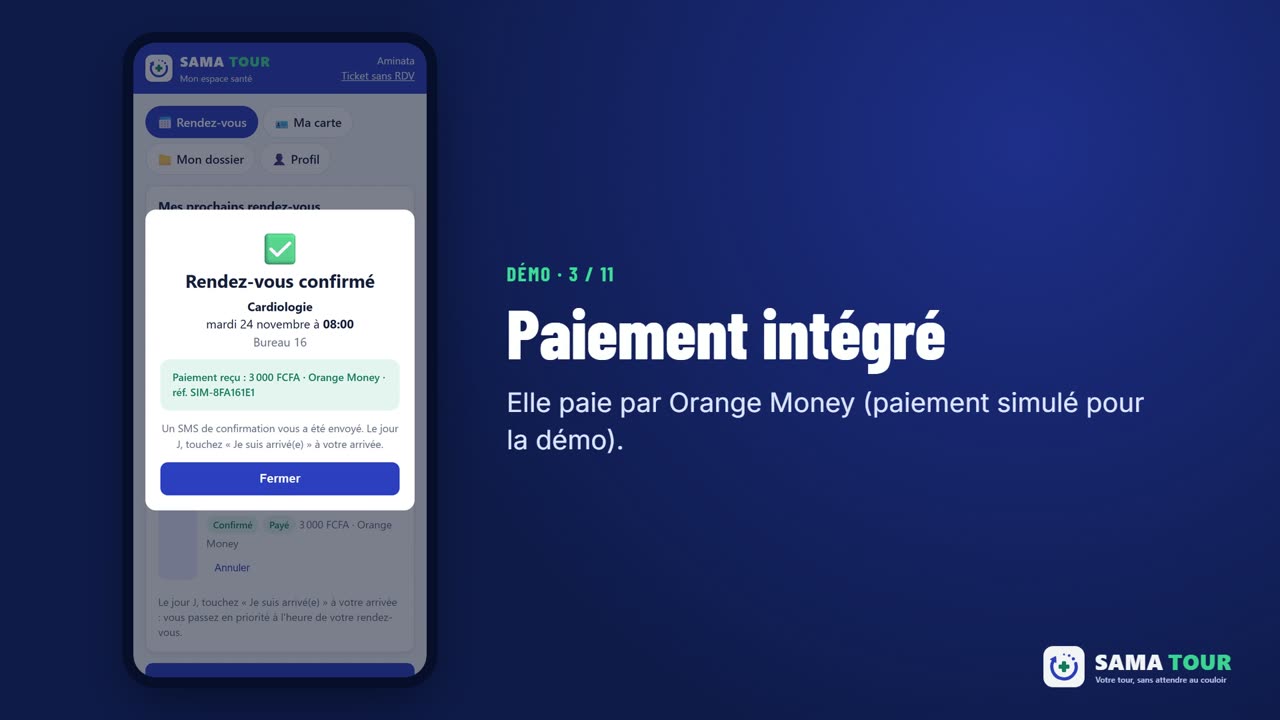 SAMA TOUR
Mon espace santé
Aminata
Ticket sans RDV
Rendez-vous
Ma carte
Mon dossier
Profil
Mes prochains rendez-vous
Rendez-vous confirmé
Cardiologie
mardi 24 novembre à 08:00
Bureau 16
Paiement reçu : 3 000 FCFA · Orange Money ·
réf. SIM-8FA161E1
Un SMS de confirmation vous a été envoyé. Le jour
J, touchez « Je suis arrivé(e) » à votre arrivée.
Fermer
Confirmé Payé 3 000 FCFA · Orange
Money
Annuler
Le jour J, touchez « Je suis arrivé(e) » à votre arrivée
: vous passez en priorité à l'heure de votre rendez-
vous.
DÉMO · 3 / 11
Paiement intégré
Elle paie par Orange Money (paiement simulé pour
la démo).
SAMA TOUR
Votre tour, sans attendre au couloir